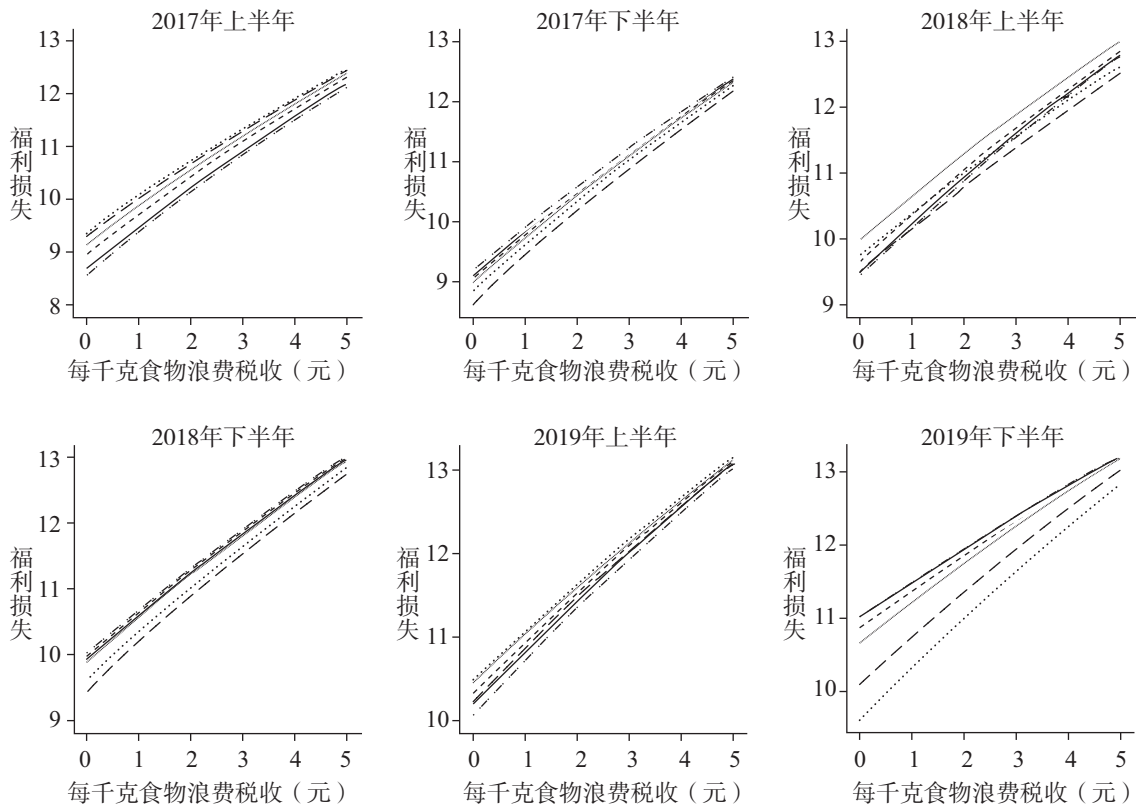 2017年上半年
2017年下半年
2018年上半年
福利损失
13
12
11
10
9
8
0 1 2 3 4 5
每千克食物浪费税收（元）
福利损失
13
11
9
0 1 2 3 4 5
每千克食物浪费税收（元）
福利损失
13
12
10
9
0 1 2 3 4 5
每千克食物浪费税收（元）
2018年下半年
2019年上半年
2019年下半年
福利损失
13
12
11
10
9
0 1 2 3 4 5
每千克食物浪费税收（元）
福利损失
13
11
10
0 1 2 3 4 5
每千克食物浪费税收（元）
福利损失
13
11
10
0 1 2 3 4 5
每千克食物浪费税收（元）